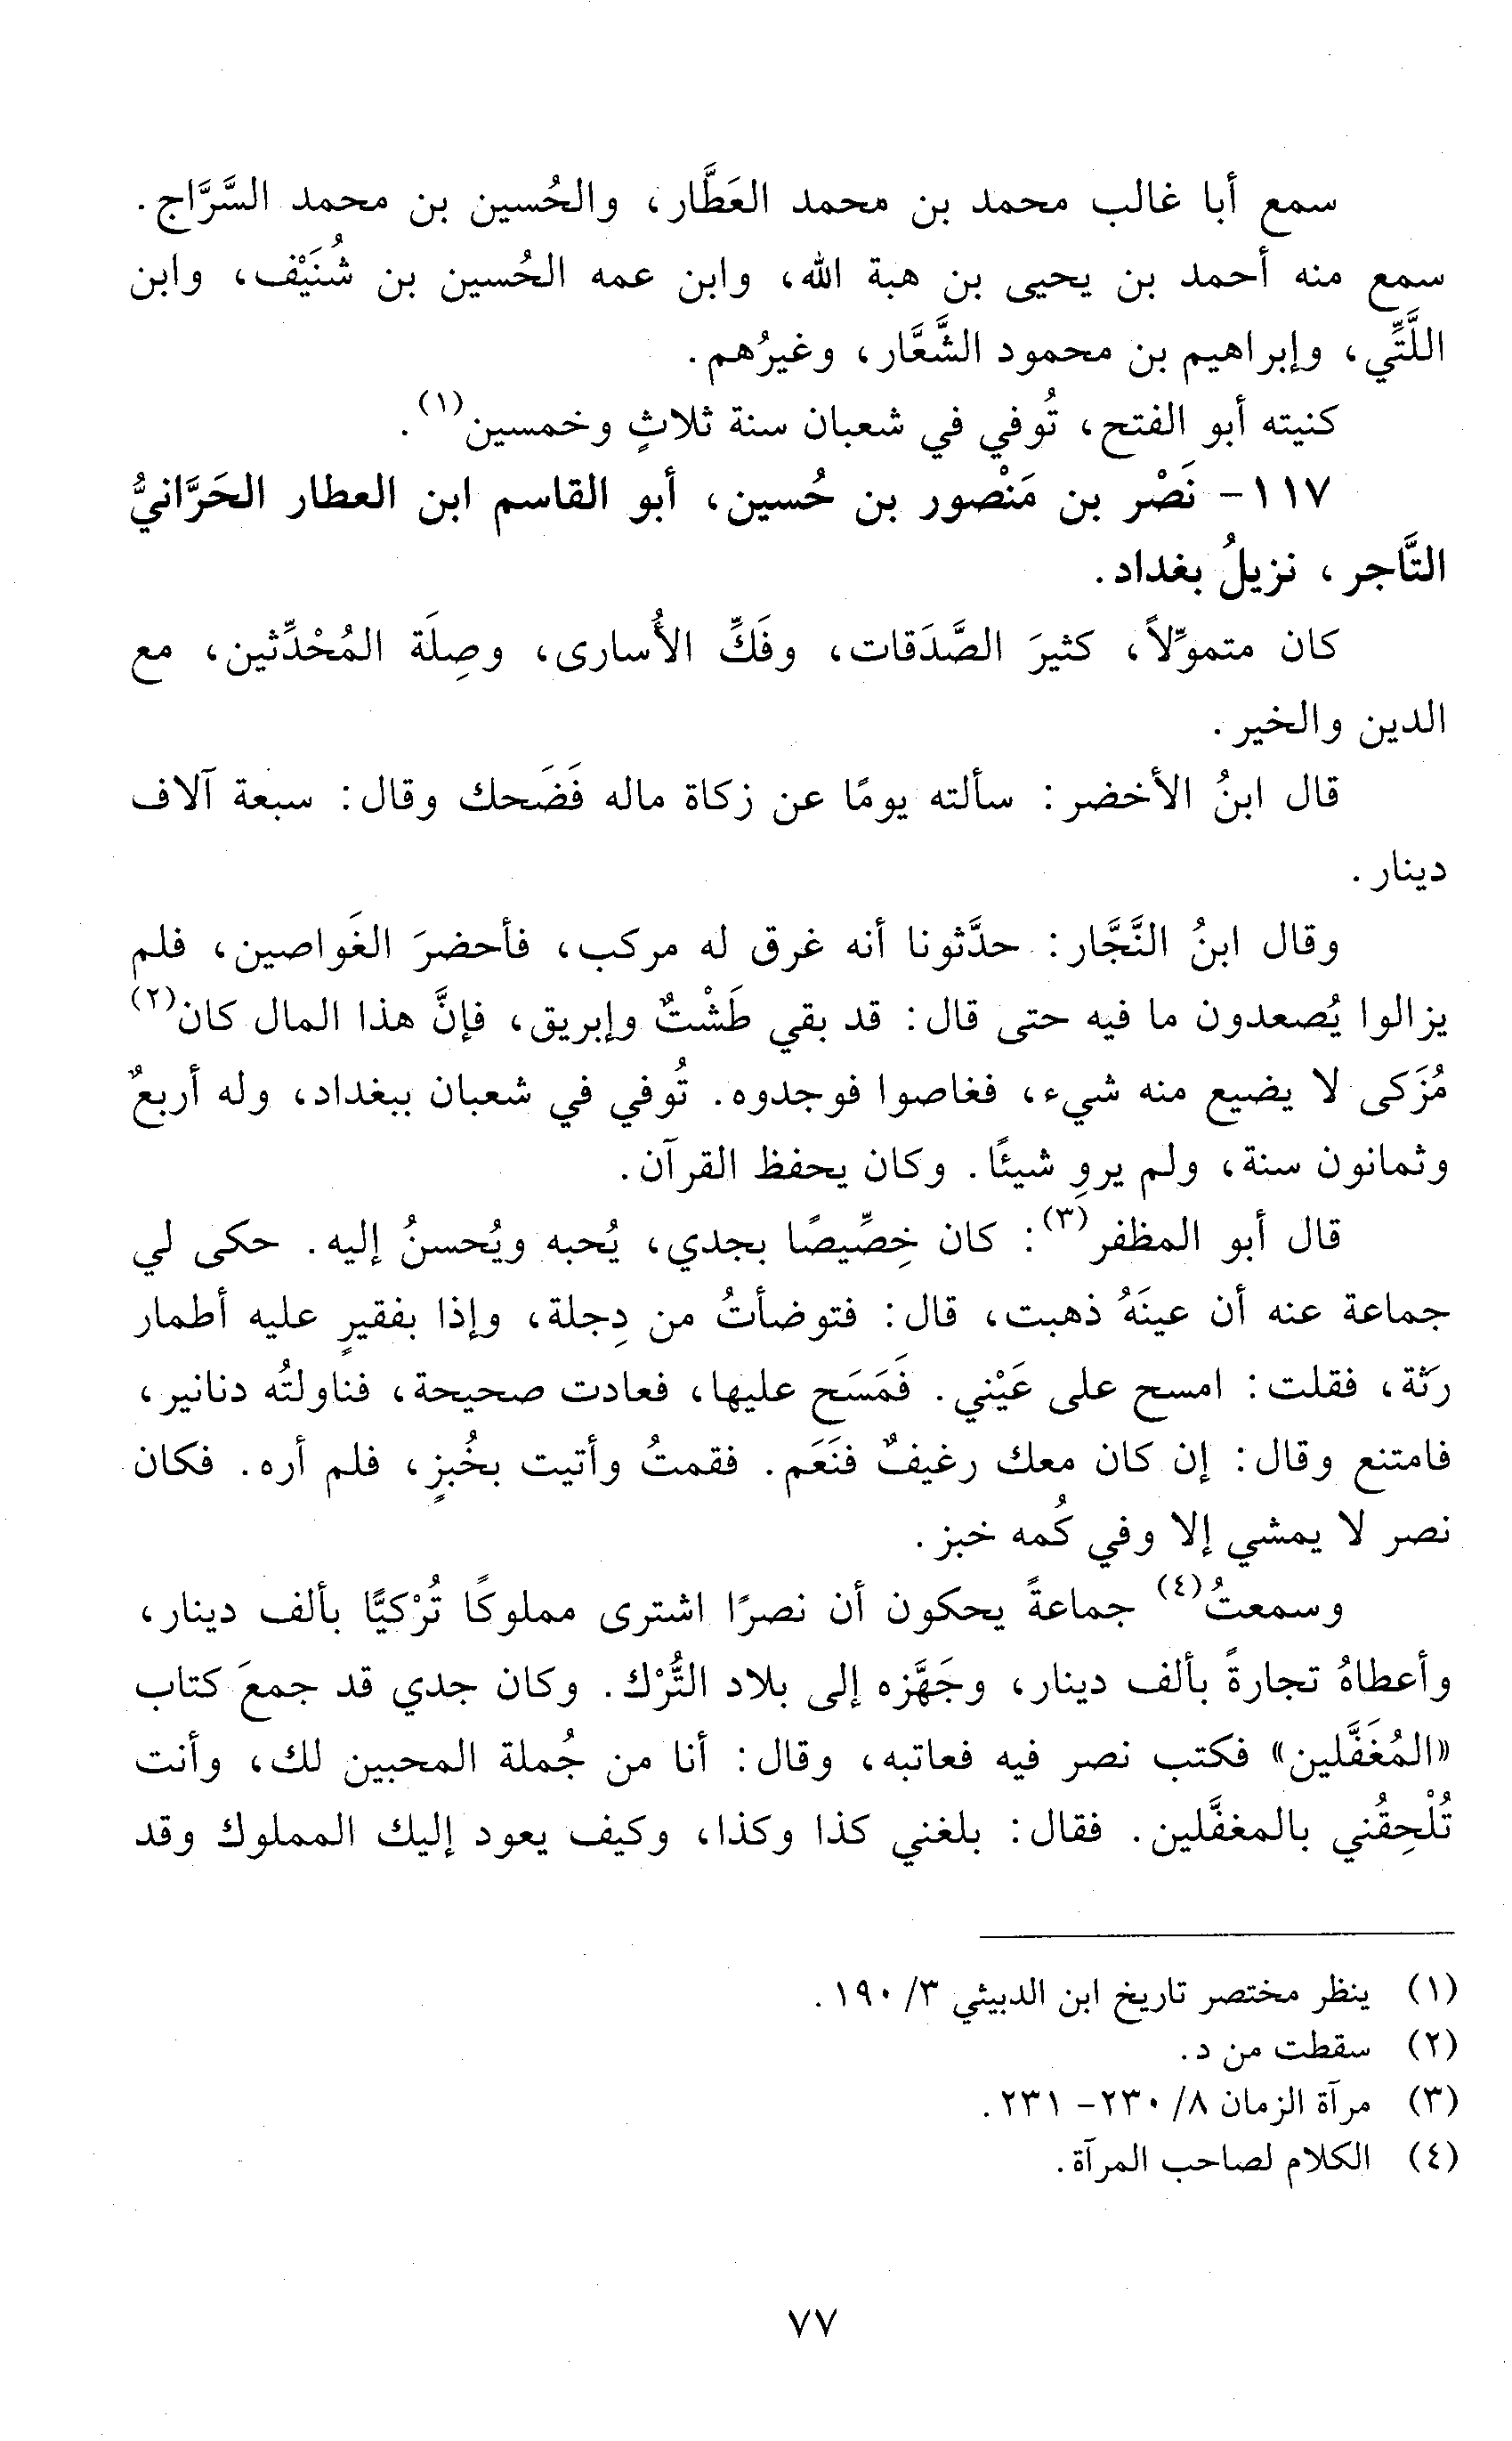 سمع أبا غالب محمد بن محمد العَطَّار، والحُسين بن محمد السَّرَّاج.
سمع منه أحمد بن يحيى بن هبة الله، وابن عمه الحُسين بن شُنَيْف، وابن
اللَّتِّي، وإبراهيم بن محمود الشَّعَّار، وغيرُهم.
كنيته أبو الفتح، تُوفي في شعبان سنة ثلاثٍ وخمسين(١).
١١٧- نَصْر بن مَنْصور بن حُسين، أبو القاسم ابن العطار الحَرَّانيُّ
التَّاجر، نزيلُ بغداد.
كان متموِّلاً، كثيرَ الصَّدَقات، وفَكِّ الأُسارى، وصِلَة المُحْدِّثين، مع
الدين والخير.
قال ابنُ الأخضر: سألته يومًا عن زكاة ماله فَضَحك وقال: سبعة آلاف
دينار.
وقال ابنُ النَّجَّار: حدَّثونا أنه غرق له مركب، فأحضرَ الغَواصين، فلم
يزالوا يُصعدون ما فيه حتى قال: قد بقي طَشْتٌ وإبريق، فإنَّ هذا المال كان(٢)
مُزَكى لا يضيع منه شيء، فغاصوا فوجدوه. تُوفي في شعبان ببغداد، وله أربعٌ
وثمانون سنة، ولم يروِ شيئًا. وكان يحفظ القرآن.
قال أبو المظفر(٣): كان خِصِّيصًا بجدي، يُحبه ويُحسنُ إليه. حكى لي
جماعة عنه أن عينَهُ ذهبت، قال: فتوضأتُ من دِجلة، وإذا بفقيرٍ عليه أطمار
رَثة، فقلت: امسح على عَيْني. فَمَسَح عليها، فعادت صحيحة، فناولتُه دنانير،
فامتنع وقال: إن كان معك رغيفٌ فنَعَم. فقمتُ وأتيت بخُبزٍ، فلم أره. فكان
نصر لا يمشي إلا وفي كُمه خبز.
وسمعتُ(٤) جماعةً يحكون أن نصرًا اشترى مملوكًا تُرْكيًّا بألف دينار،
وأعطاهُ تجارةً بألف دينار، وجَهَّزه إلى بلاد التُّرْك. وكان جدي قد جمعَ كتاب
«المُغَفَّلين» فكتب نصر فيه فعاتبه، وقال: أنا من جُملة المحبين لك، وأنت
تُلْحِقُني بالمغفَّلين. فقال: بلغني كذا وكذا، وكيف يعود إليك المملوك وقد
(١) ينظر مختصر تاريخ ابن الدبيثي ٣/ ١٩٠.
(٢) سقطت من د.
(٣) مرآة الزمان ٨/ ٢٣٠- ٢٣١.
(٤) الكلام لصاحب المرآة.
٧٧